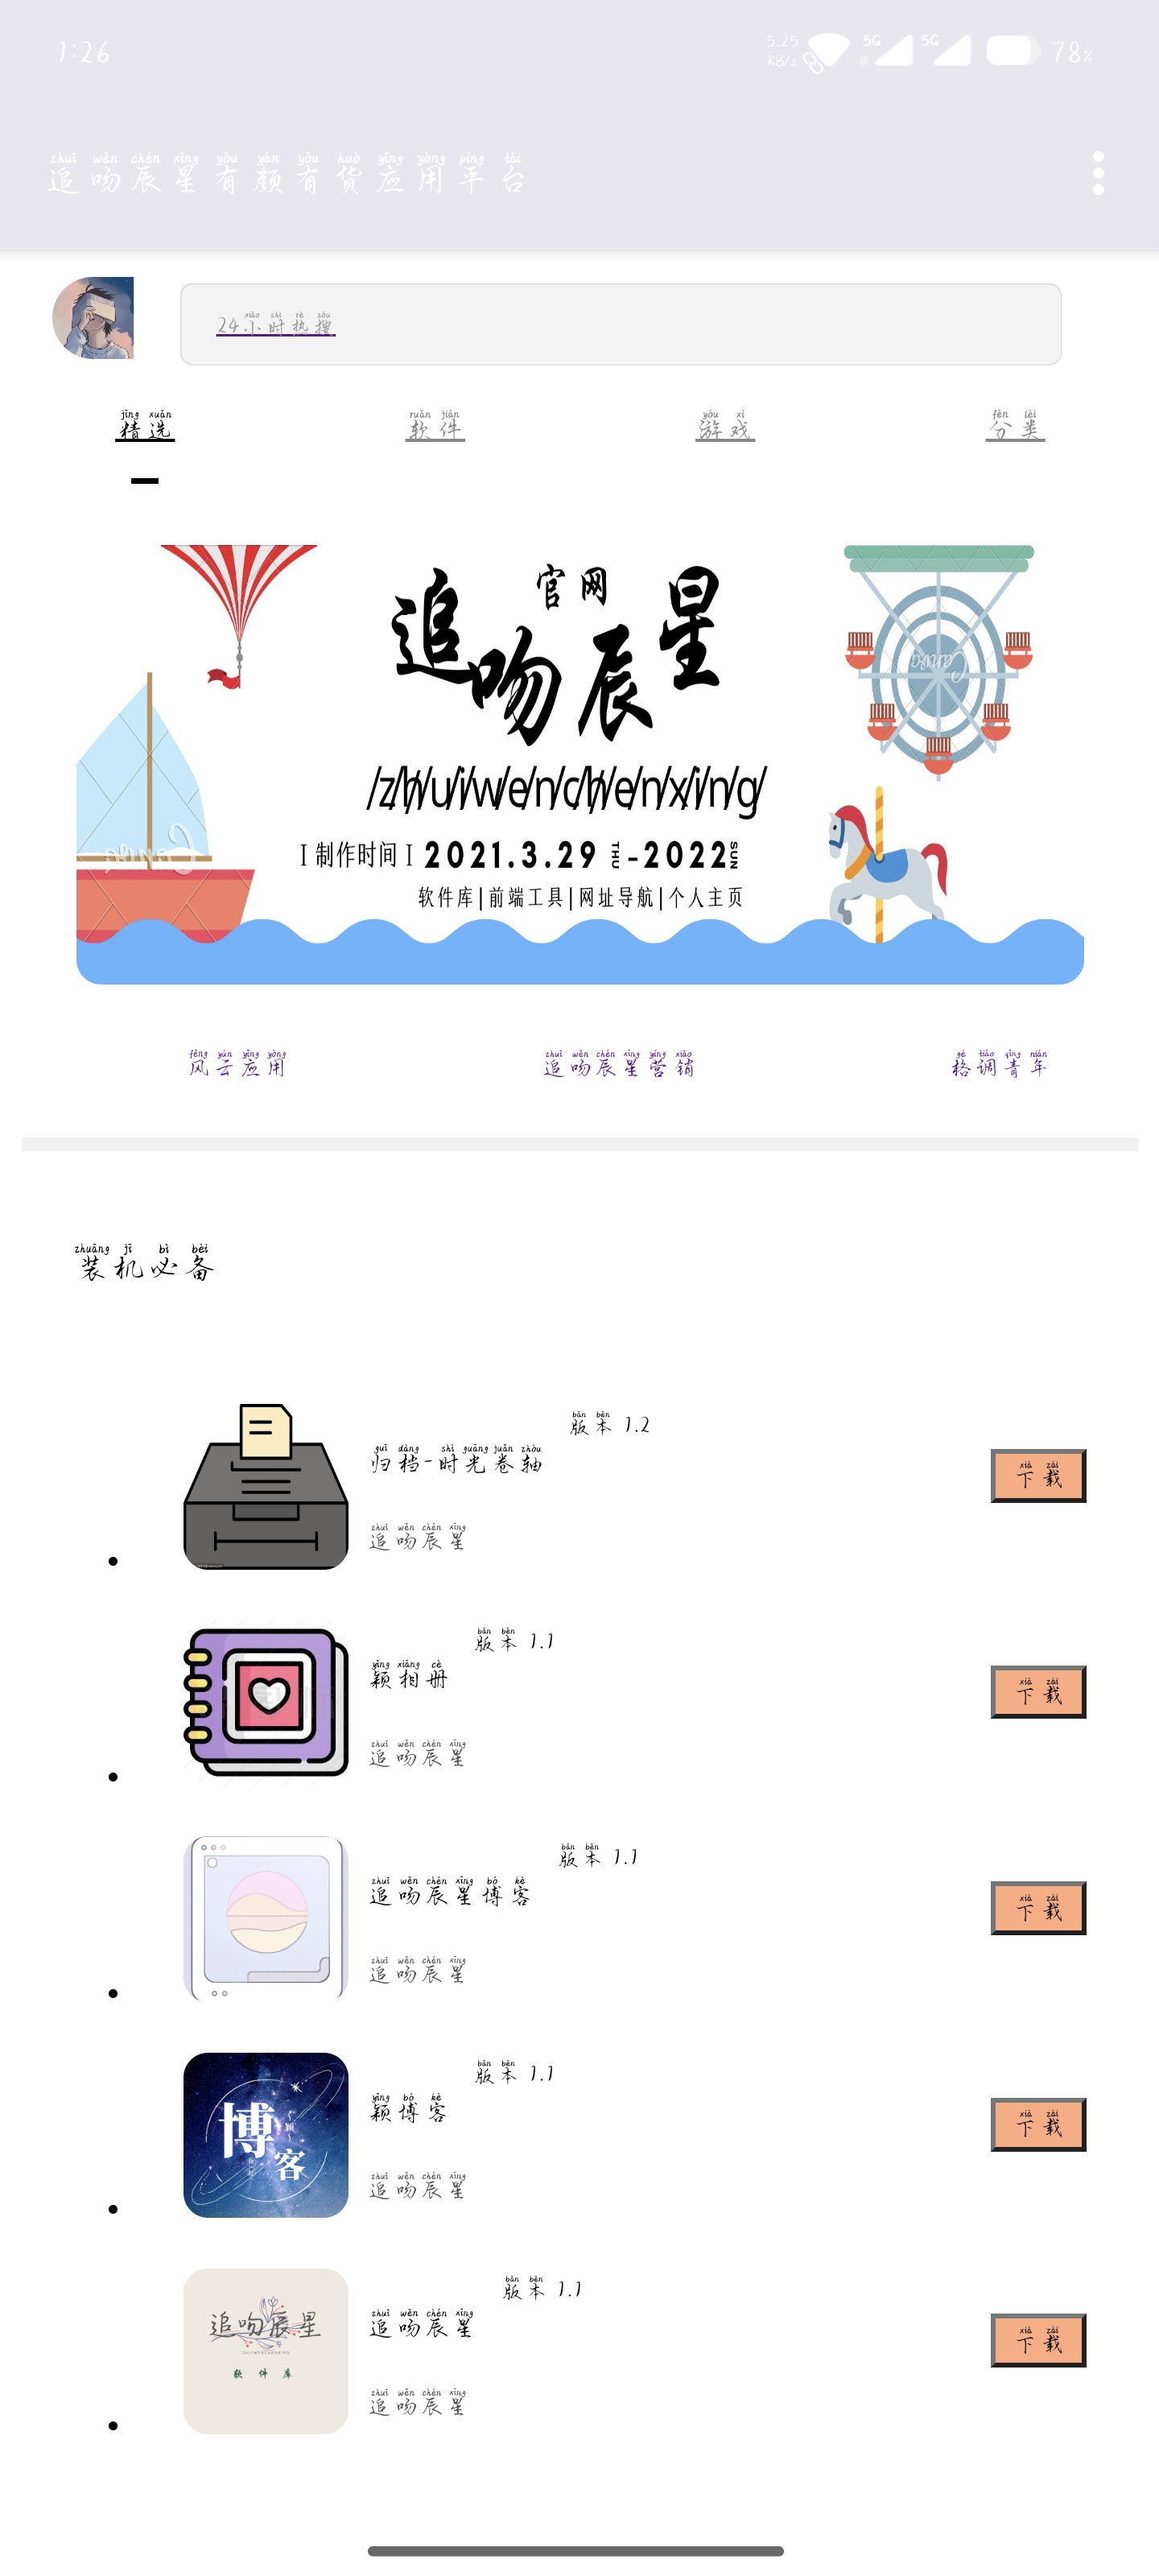 1:26
5.25 KB/s 5G 5G 78%
zhuī wěn chén xīng yǒu yán yǒu huò yīng yòng píng tái
追吻辰星有颜有货应用平台
xiǎo shí rè sōu
24小时热搜
jīng xuǎn ruǎn jiàn yóu xì fēn lèi
精选 软件 游戏 分类
官网
追吻辰星
/z/h/u/i/w/e/n/c/h/e/n/x/i/n/g/
Canva
Canva
I 制作时间 I 2021.3.29 THU -2022 SUN
软件库|前端工具|网址导航|个人主页
fēng yún yīng yòng zhuī wěn chén xīng yíng xiāo gé diào qīng nián
风云应用 追吻辰星营销 格调青年
zhuāng jī bì bèi
装机必备
bǎn běn
版本 1.2
guī dàng shí guāng juǎn zhóu
归档-时光卷轴
xià zǎi
下载
zhuī wěn chén xīng
追吻辰星
bǎn běn
版本 1.1
yǐng xiāng cè
颖相册
xià zǎi
下载
zhuī wěn chén xīng
追吻辰星
bǎn běn
版本 1.1
zhuī wěn chén xīng bó kè
追吻辰星博客
xià zǎi
下载
zhuī wěn chén xīng
追吻辰星
博客
颖
bǎn běn
版本 1.1
yǐng bó kè
颖博客
xià zǎi
下载
zhuī wěn chén xīng
追吻辰星
追吻辰星
ZHUIWENCHENXING
软件库
bǎn běn
版本 1.1
zhuī wěn chén xīng
追吻辰星
xià zǎi
下载
zhuī wěn chén xīng
追吻辰星